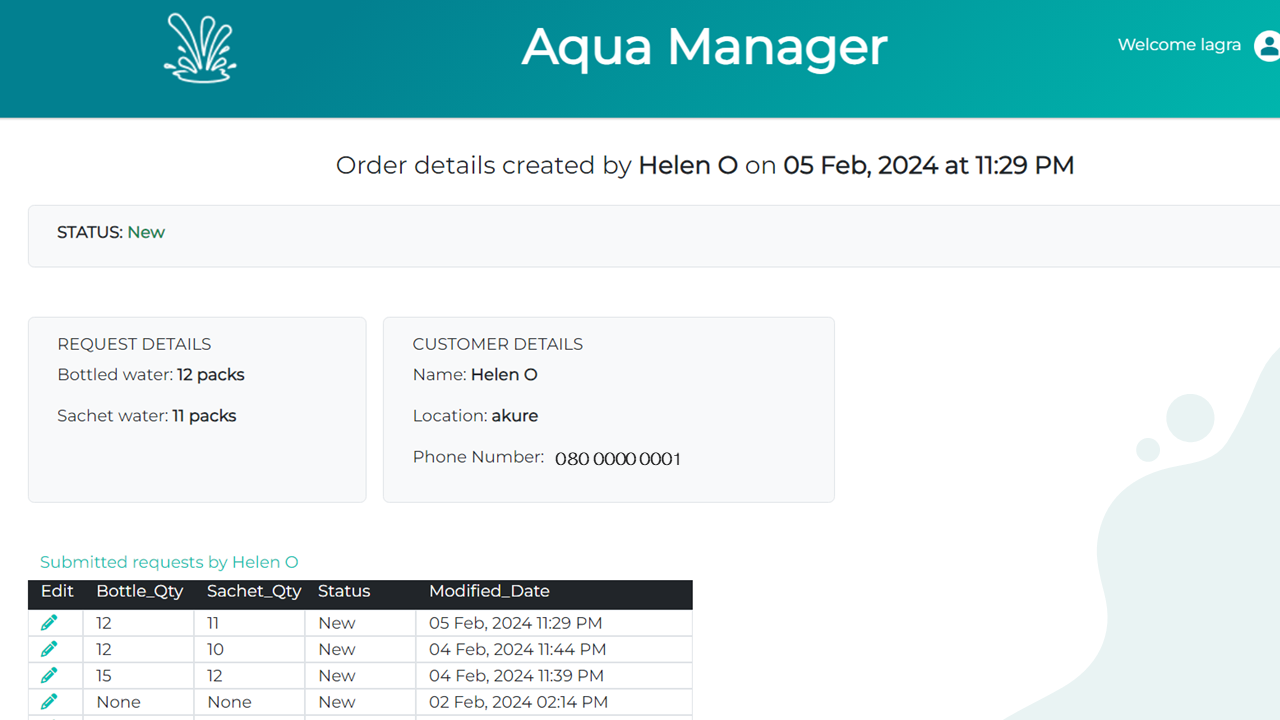 Aqua Manager
Welcome lagra
Order details created by Helen O on 05 Feb, 2024 at 11:29 PM
STATUS: New
REQUEST DETAILS
Bottled water: 12 packs
Sachet water: 11 packs
CUSTOMER DETAILS
Name: Helen O
Location: akure
Phone Number: 080 0000 0001
Submitted requests by Helen O
Edit Bottle_Qty Sachet_Qty Status Modified_Date
12 11 New 05 Feb, 2024 11:29 PM
12 10 New 04 Feb, 2024 11:44 PM
15 12 New 04 Feb, 2024 11:39 PM
None None New 02 Feb, 2024 02:14 PM